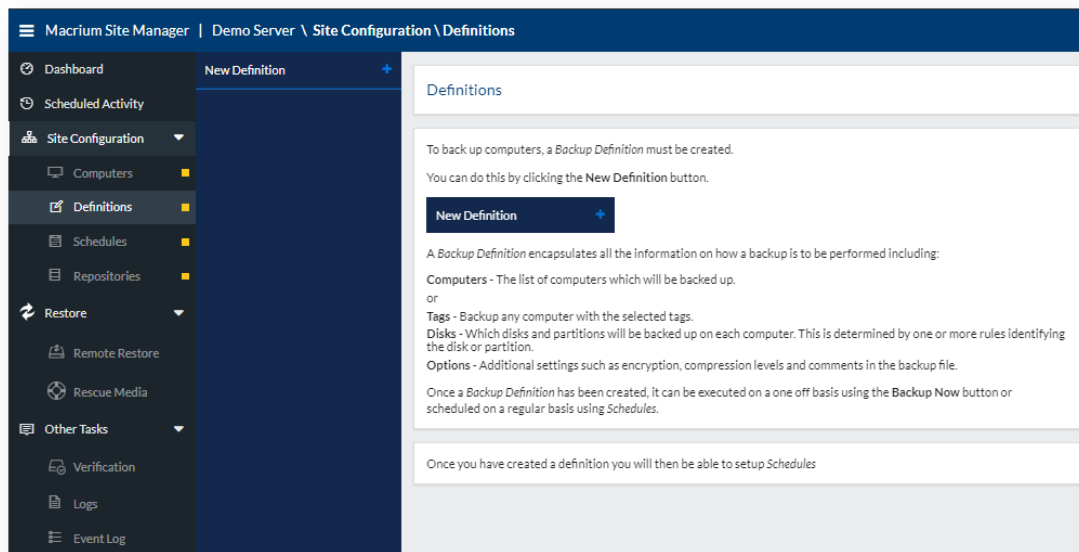 Macrium Site Manager | Demo Server \ Site Configuration \ Definitions
Dashboard
Scheduled Activity
Site Configuration
Computers
Definitions
Schedules
Repositories
Restore
Remote Restore
Rescue Media
Other Tasks
Verification
Logs
Event Log
New Definition +
Definitions
To back up computers, a Backup Definition must be created.
You can do this by clicking the New Definition button.
New Definition +
A Backup Definition encapsulates all the information on how a backup is to be performed including:
Computers - The list of computers which will be backed up.
or
Tags - Backup any computer with the selected tags.
Disks - Which disks and partitions will be backed up on each computer. This is determined by one or more rules identifying
the disk or partition.
Options - Additional settings such as encryption, compression levels and comments in the backup file.
Once a Backup Definition has been created, it can be executed on a one off basis using the Backup Now button or
scheduled on a regular basis using Schedules.
Once you have created a definition you will then be able to setup Schedules